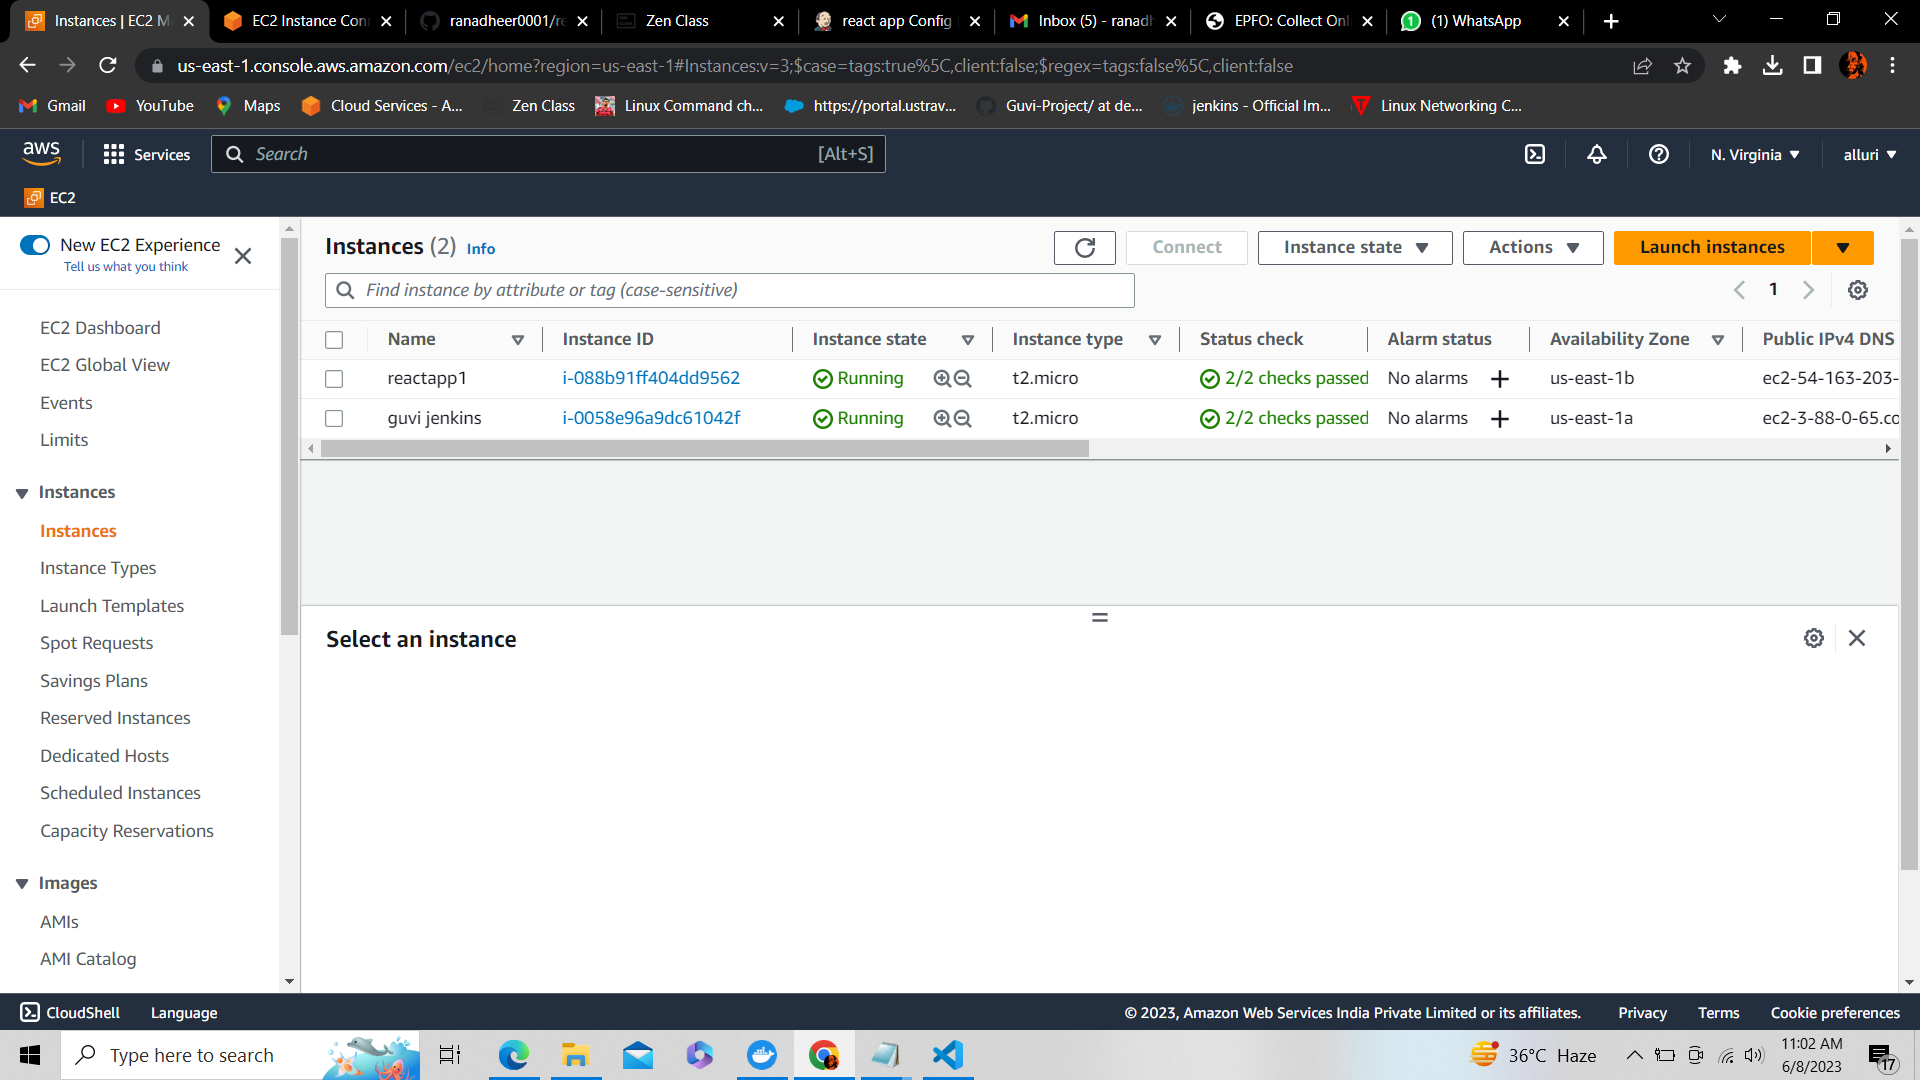 Instances | EC2 M
EC2 Instance Con
ranadheer0001/re
Zen Class
react app Config
Inbox (5) - ranadh
EPFO: Collect Onl
(1) WhatsApp
us-east-1.console.aws.amazon.com/ec2/home?region=us-east-1#Instances:v=3;$case=tags:true%5C,client:false;$regex=tags:false%5C,client:false
Gmail
YouTube
Maps
Cloud Services - A...
Zen Class
Linux Command ch...
https://portal.ustrav...
Guvi-Project/ at de...
jenkins - Official Im...
Linux Networking C...
aws
Services
Search
[Alt+S]
N. Virginia
alluri
EC2
New EC2 Experience
Tell us what you think
EC2 Dashboard
EC2 Global View
Events
Limits
Instances
Instances
Instance Types
Launch Templates
Spot Requests
Savings Plans
Reserved Instances
Dedicated Hosts
Scheduled Instances
Capacity Reservations
Images
AMIs
AMI Catalog
Instances (2) Info
Connect
Instance state
Actions
Launch instances
Find instance by attribute or tag (case-sensitive)
1
Name Instance ID Instance state Instance type Status check Alarm status Availability Zone Public IPv4 DNS
reactapp1 i-088b91ff404dd9562 Running t2.micro 2/2 checks passed No alarms + us-east-1b ec2-54-163-203-
guvi jenkins i-0058e96a9dc61042f Running t2.micro 2/2 checks passed No alarms + us-east-1a ec2-3-88-0-65.co
Select an instance
CloudShell
Language
© 2023, Amazon Web Services India Private Limited or its affiliates.
Privacy
Terms
Cookie preferences
Type here to search
36°C Haze
11:02 AM
6/8/2023
17